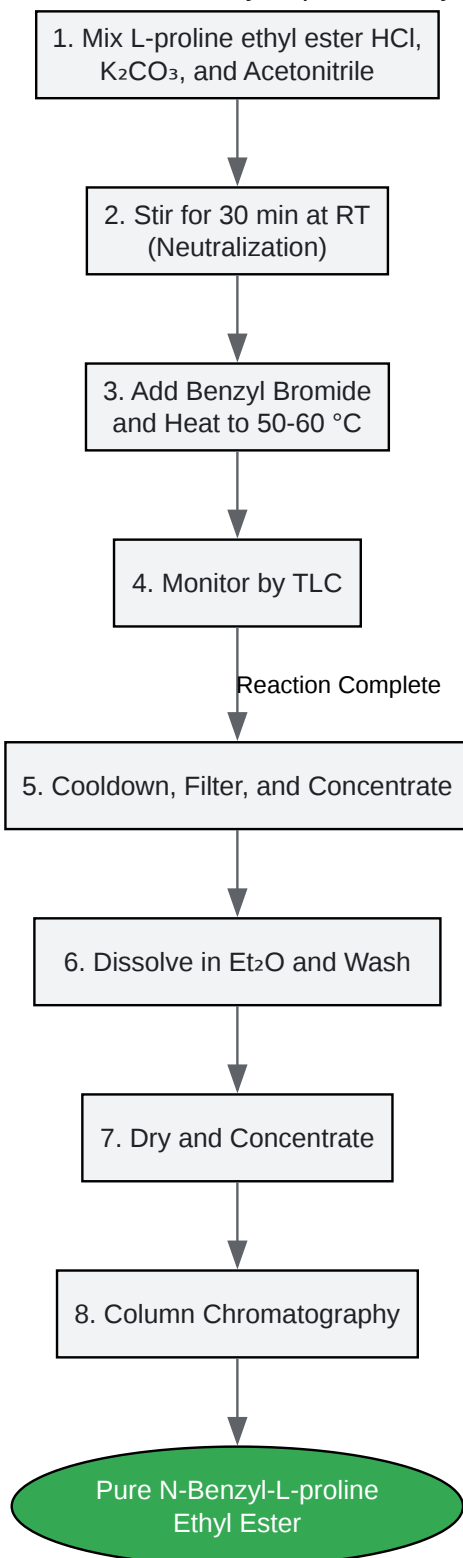 1. Mix L-proline ethyl ester HCl,
K₂CO₃, and Acetonitrile
2. Stir for 30 min at RT
(Neutralization)
3. Add Benzyl Bromide
and Heat to 50-60 °C
4. Monitor by TLC
Reaction Complete
5. Cooldown, Filter, and Concentrate
6. Dissolve in Et₂O and Wash
7. Dry and Concentrate
8. Column Chromatography
Pure N-Benzyl-L-proline
Ethyl Ester